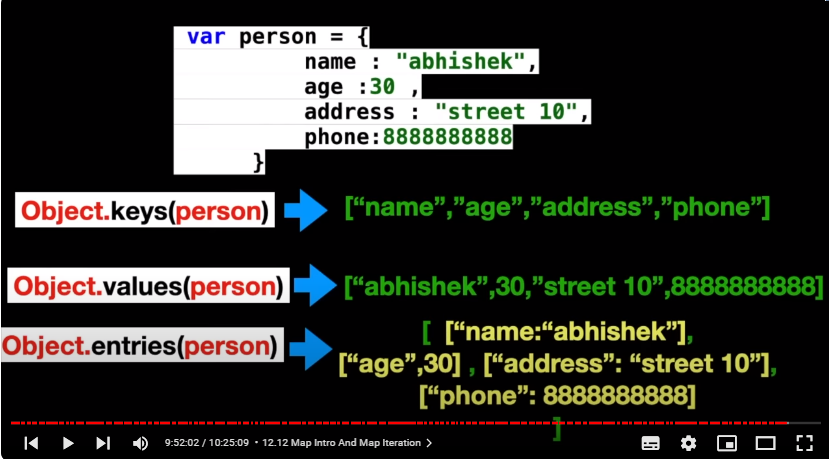 var person = {
name : "abhishek",
age :30 ,
address : "street 10",
phone:8888888888
}
Object.keys(person)
[“name”,”age”,”address”,”phone”]
Object.values(person)
[“abhishek”,30,”street 10”,8888888888]
Object.entries(person)
[ [“name:“abhishek”],
[“age”,30] , [“address”: “street 10”],
[“phone”: 8888888888]
]
9:52:02 / 10:25:09 • 12.12 Map Intro And Map Iteration >